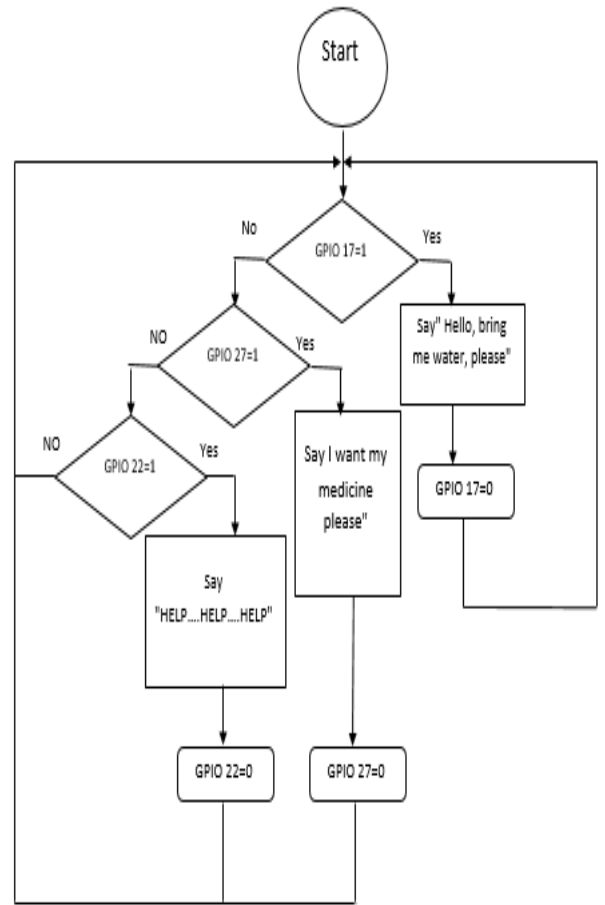 Start
No
GPIO 17=1
Yes
Say" Hello, bring
me water, please"
NO
GPIO 27=1
Yes
NO
GPIO 22=1
Yes
Say I want my
medicine
please"
GPIO 17=0
Say
"HELP....HELP....HELP"
GPIO 22=0
GPIO 27=0